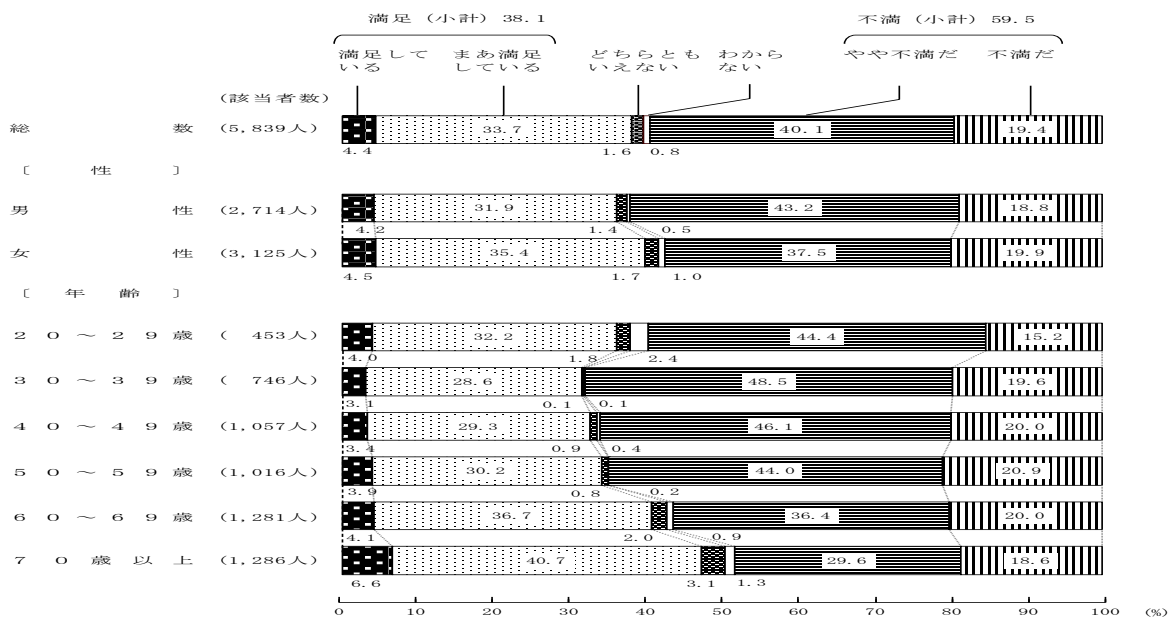 満足（小計）38.1　不満（小計）59.5
満足している　まあ満足している　どちらともいえない　わからない　やや不満だ　不満だ
(該当者数)
総数 (5,839人) 33.7 40.1 19.4
4.4 1.6 0.8
〔性〕
男性 (2,714人) 31.9 43.2 18.8
4.2 1.4 0.5
女性 (3,125人) 35.4 37.5 19.9
4.5 1.7 1.0
〔年齢〕
２０～２９歳 ( 453人) 32.2 44.4 15.2
4.0 1.8 2.4
３０～３９歳 ( 746人) 28.6 48.5 19.6
3.1 0.1 0.1
４０～４９歳 (1,057人) 29.3 46.1 20.0
3.4 0.9 0.4
５０～５９歳 (1,016人) 30.2 44.0 20.9
3.9 0.8 0.2
６０～６９歳 (1,281人) 36.7 36.4 20.0
4.1 2.0 0.9
７０歳以上 (1,286人) 40.7 29.6 18.6
6.6 3.1 1.3
0 10 20 30 40 50 60 70 80 90 100 (%)